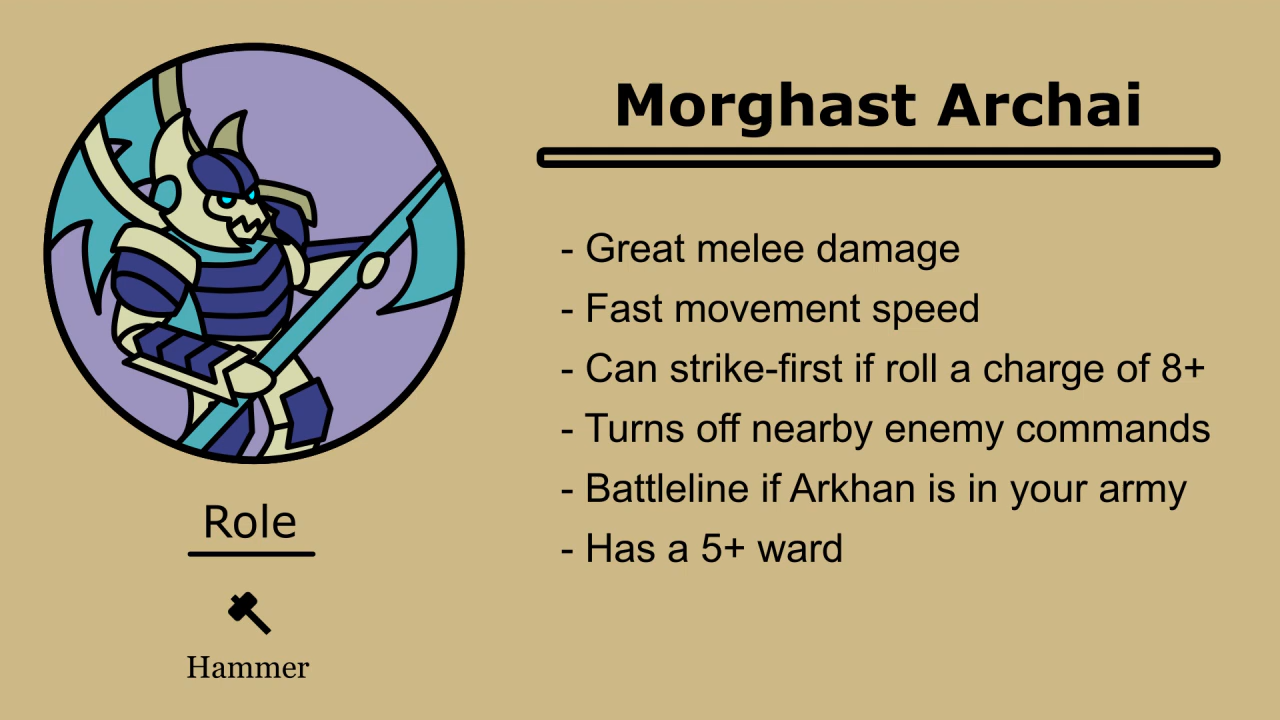 Morghast Archai
- Great melee damage
- Fast movement speed
- Can strike-first if roll a charge of 8+
- Turns off nearby enemy commands
- Battleline if Arkhan is in your army
- Has a 5+ ward
Role
Hammer